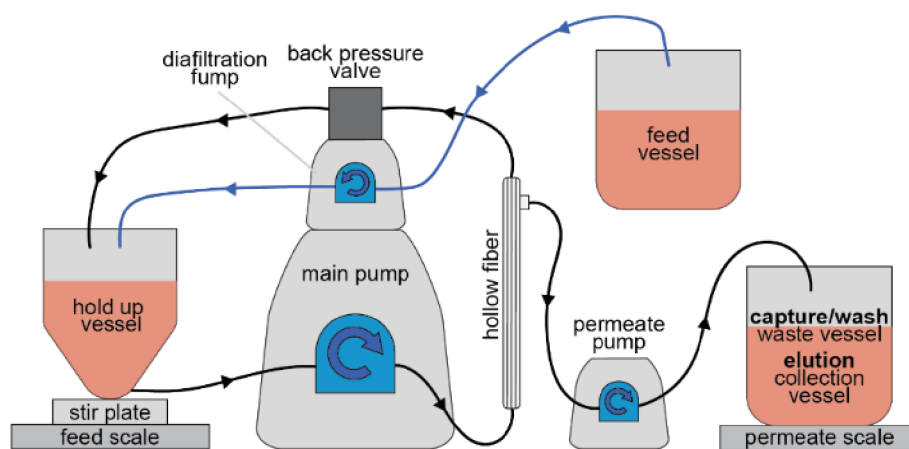 diafiltration
fump
back pressure
valve
feed
vessel
main pump
hollow fiber
hold up
vessel
permeate
pump
capture/wash
waste vessel
elution
collection
vessel
stir plate
feed scale
permeate scale